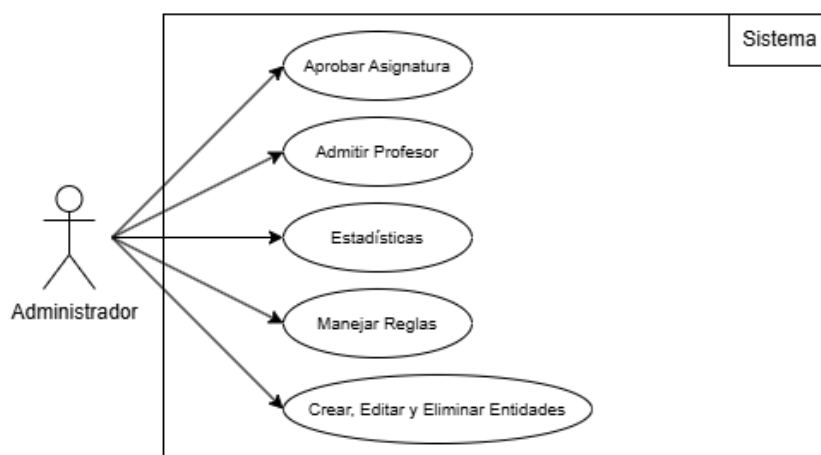 Sistema
Aprobar Asignatura
Admitir Profesor
Estadísticas
Manejar Reglas
Administrador
Crear, Editar y Eliminar Entidades